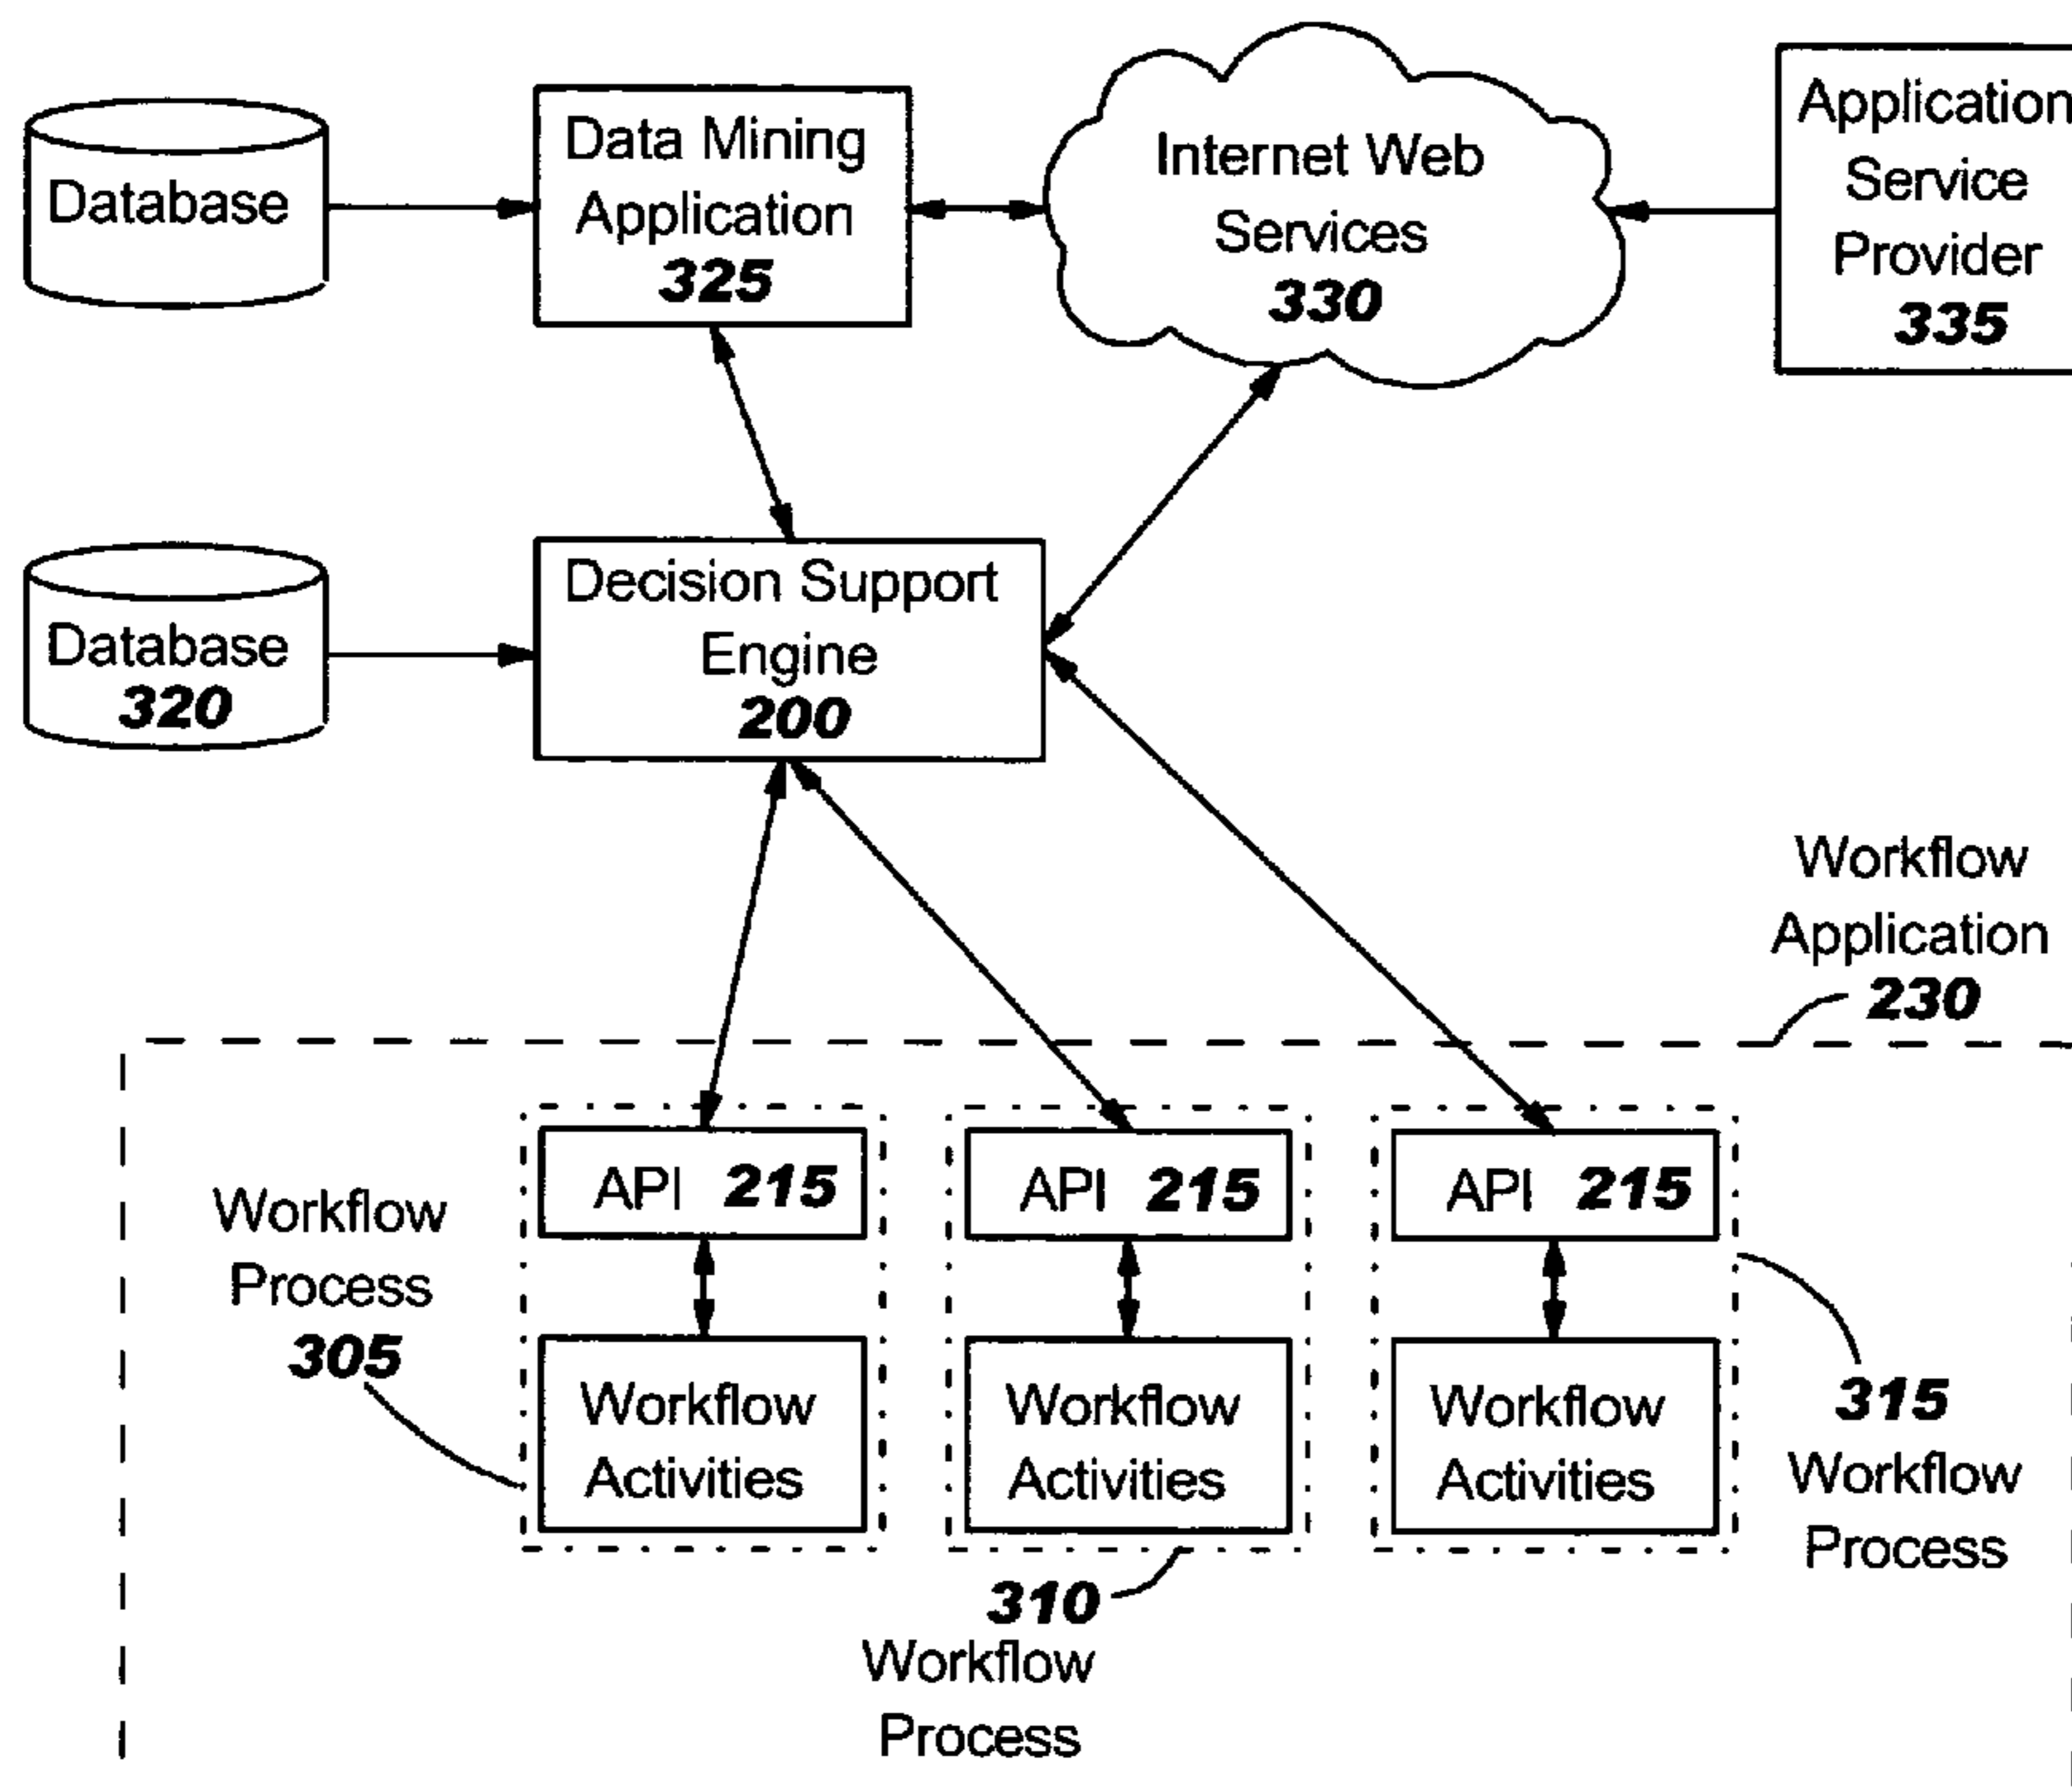 Database
Data Mining
Application
325
Internet Web
Services
330
Application
Service
Provider
335
Database
320
Decision Support
Engine
200
Workflow
Application
230
Workflow
Process
305
API 215
Workflow
Activities
API 215
Workflow
Activities
310
Workflow
Process
API 215
Workflow
Activities
315
Workflow
Process